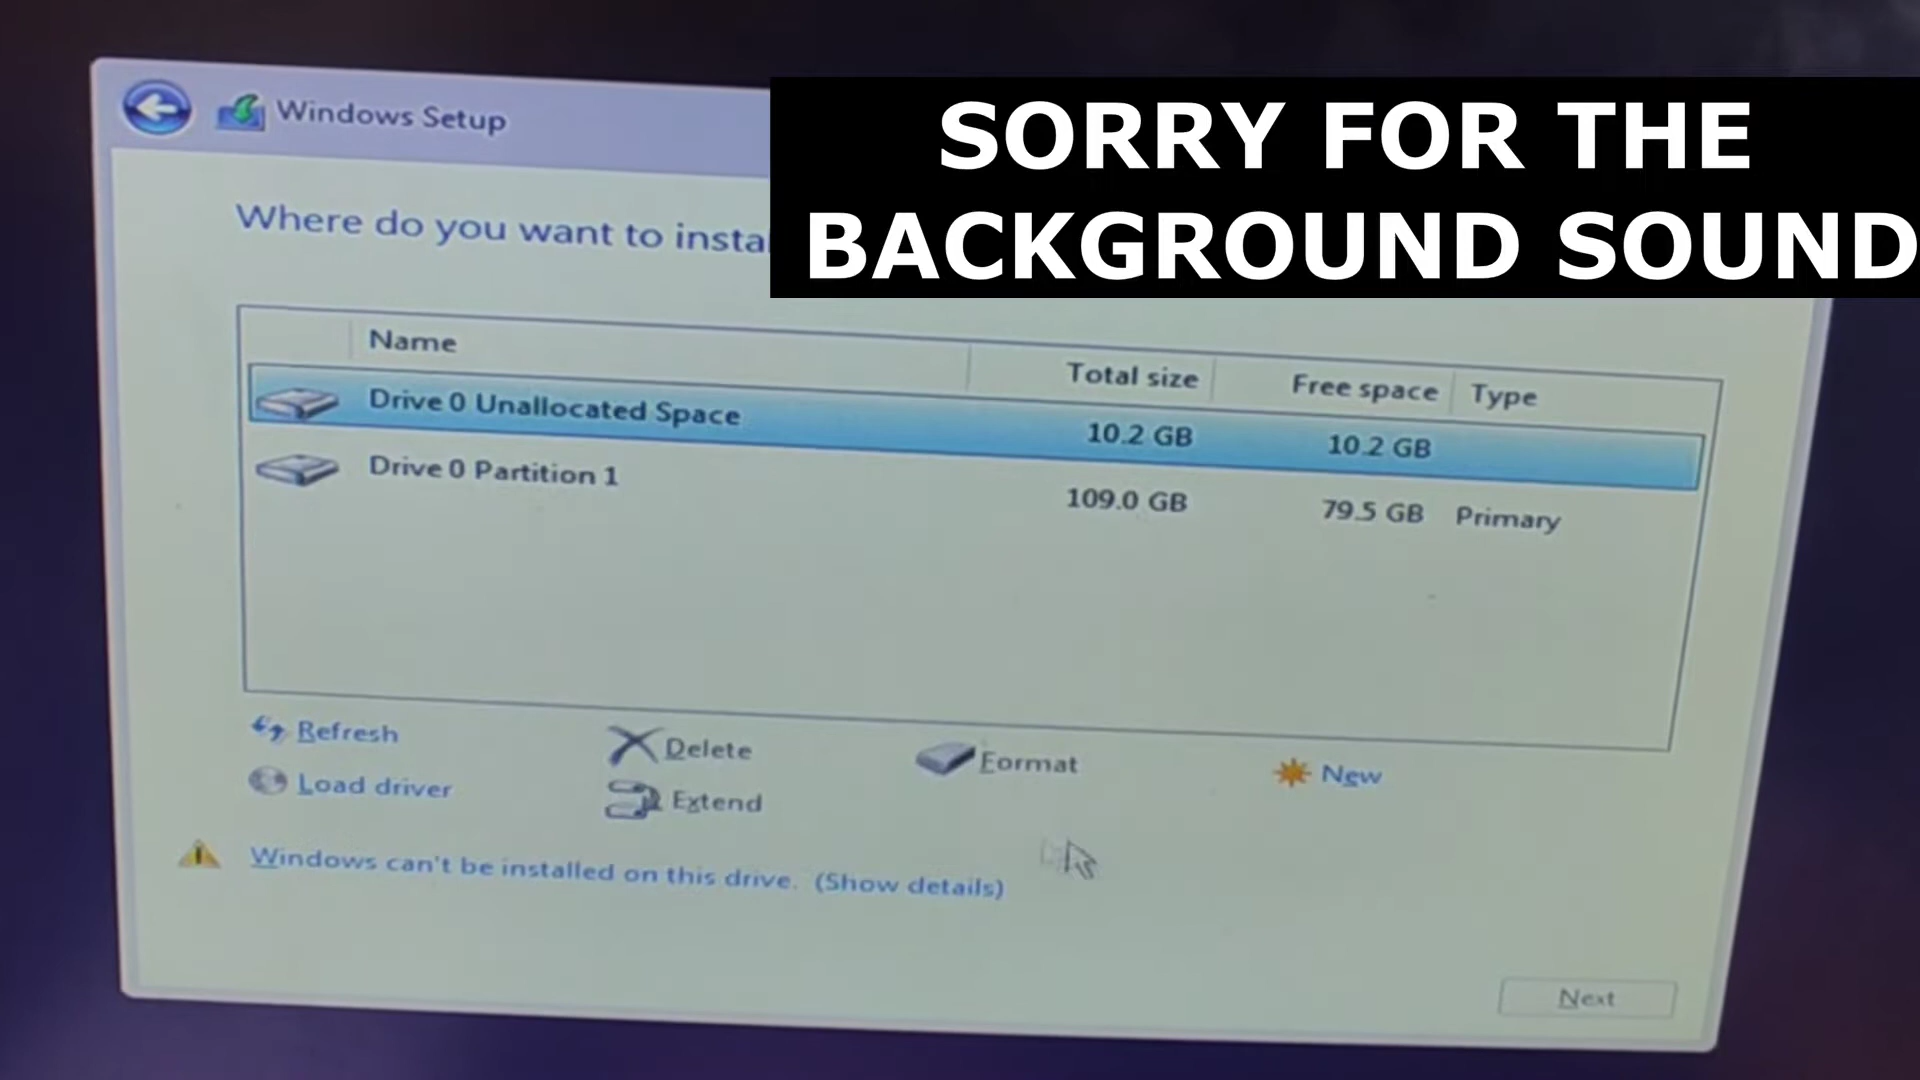 Windows Setup
SORRY FOR THE
BACKGROUND SOUND
Where do you want to insta
Name Total size Free space Type
Drive 0 Unallocated Space 10.2 GB 10.2 GB
Drive 0 Partition 1 109.0 GB 79.5 GB Primary
Refresh Delete Format New
Load driver Extend
Windows can't be installed on this drive. (Show details)
Next